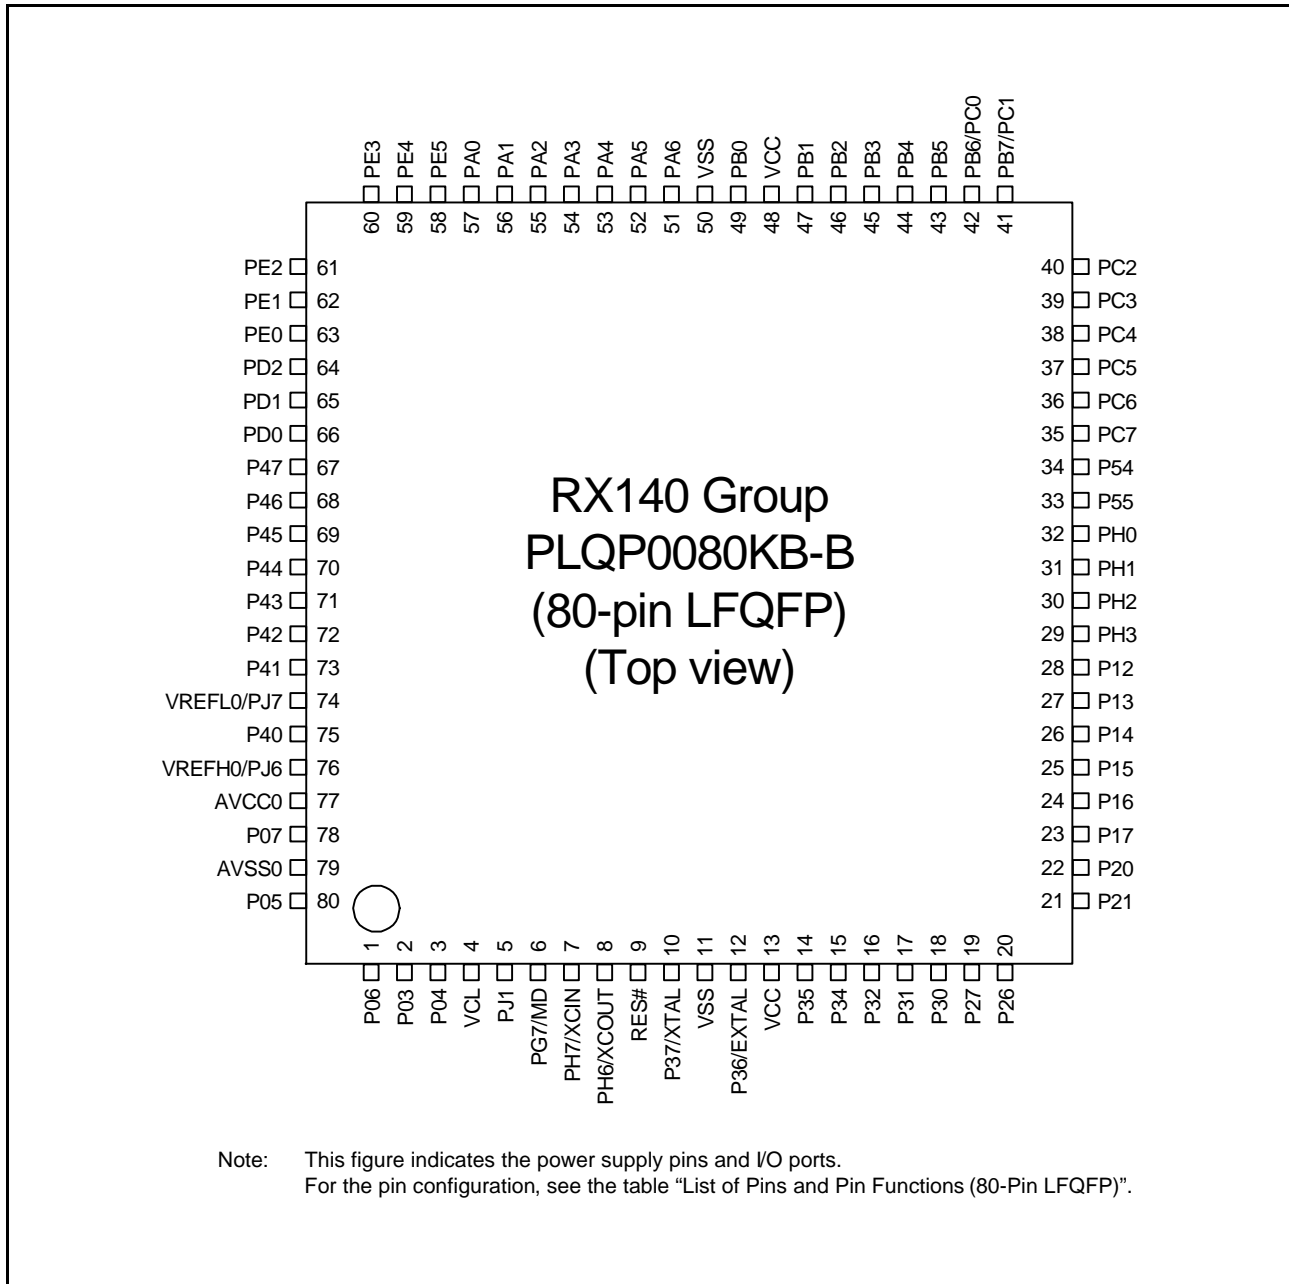 PE3
PE4
PE5
PA0
PA1
PA2
PA3
PA4
PA5
PA6
VSS
PB0
VCC
PB1
PB2
PB3
PB4
PB5
PB6/PC0
PB7/PC1
60
59
58
57
56
55
54
53
52
51
50
49
48
47
46
45
44
43
42
41
PE2 61
PE1 62
PE0 63
PD2 64
PD1 65
PD0 66
P47 67
P46 68
P45 69
P44 70
P43 71
P42 72
P41 73
VREFL0/PJ7 74
P40 75
VREFH0/PJ6 76
AVCC0 77
P07 78
AVSS0 79
P05 80
RX140 Group
PLQP0080KB-B
(80-pin LFQFP)
(Top view)
40 PC2
39 PC3
38 PC4
37 PC5
36 PC6
35 PC7
34 P54
33 P55
32 PH0
31 PH1
30 PH2
29 PH3
28 P12
27 P13
26 P14
25 P15
24 P16
23 P17
22 P20
21 P21
1
2
3
4
5
6
7
8
9
10
11
12
13
14
15
16
17
18
19
20
P06
P03
P04
VCL
PJ1
PG7/MD
PH7/XCIN
PH6/XCOUT
RES#
P37/XTAL
VSS
P36/EXTAL
VCC
P35
P34
P32
P31
P30
P27
P26
Note: This figure indicates the power supply pins and I/O ports.
For the pin configuration, see the table “List of Pins and Pin Functions (80-Pin LFQFP)”.